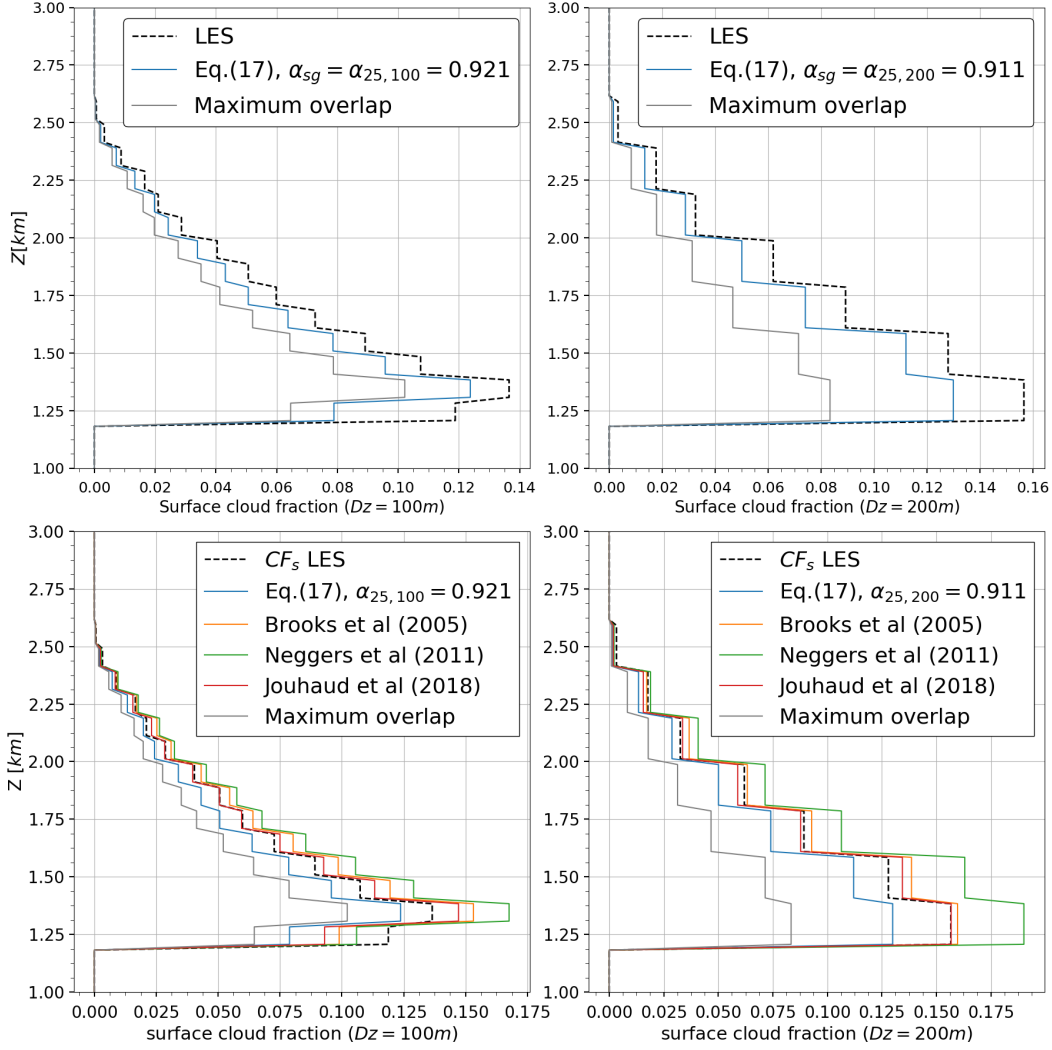 3.00
2.75
2.50
2.25
2.00
1.75
1.50
1.25
1.00
Z[km]
LES
Eq.(17), α_sg = α_25, 100 = 0.921
Maximum overlap
0.00 0.02 0.04 0.06 0.08 0.10 0.12 0.14
Surface cloud fraction (Dz = 100m)
3.00
2.75
2.50
2.25
2.00
1.75
1.50
1.25
1.00
LES
Eq.(17), α_sg = α_25, 200 = 0.911
Maximum overlap
0.00 0.02 0.04 0.06 0.08 0.10 0.12 0.14 0.16
Surface cloud fraction (Dz = 200m)
3.00
2.75
2.50
2.25
2.00
1.75
1.50
1.25
1.00
Z [km]
CF_s LES
Eq.(17), α_25, 100 = 0.921
Brooks et al (2005)
Neggers et al (2011)
Jouhaud et al (2018)
Maximum overlap
0.000 0.025 0.050 0.075 0.100 0.125 0.150 0.175
surface cloud fraction (Dz = 100m)
3.00
2.75
2.50
2.25
2.00
1.75
1.50
1.25
1.00
CF_s LES
Eq.(17), α_25, 200 = 0.911
Brooks et al (2005)
Neggers et al (2011)
Jouhaud et al (2018)
Maximum overlap
0.000 0.025 0.050 0.075 0.100 0.125 0.150 0.175
surface cloud fraction (Dz = 200m)